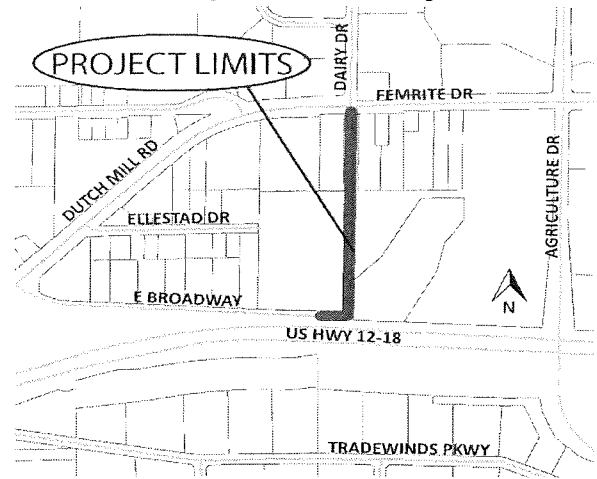 PROJECT LIMITS
DAIRY DR
FEMRITE DR
DUTCH MILL RD
AGRICULTURE DR
ELLESTAD DR
E BROADWAY
N
US HWY 12-18
TRADEWINDS PKWY